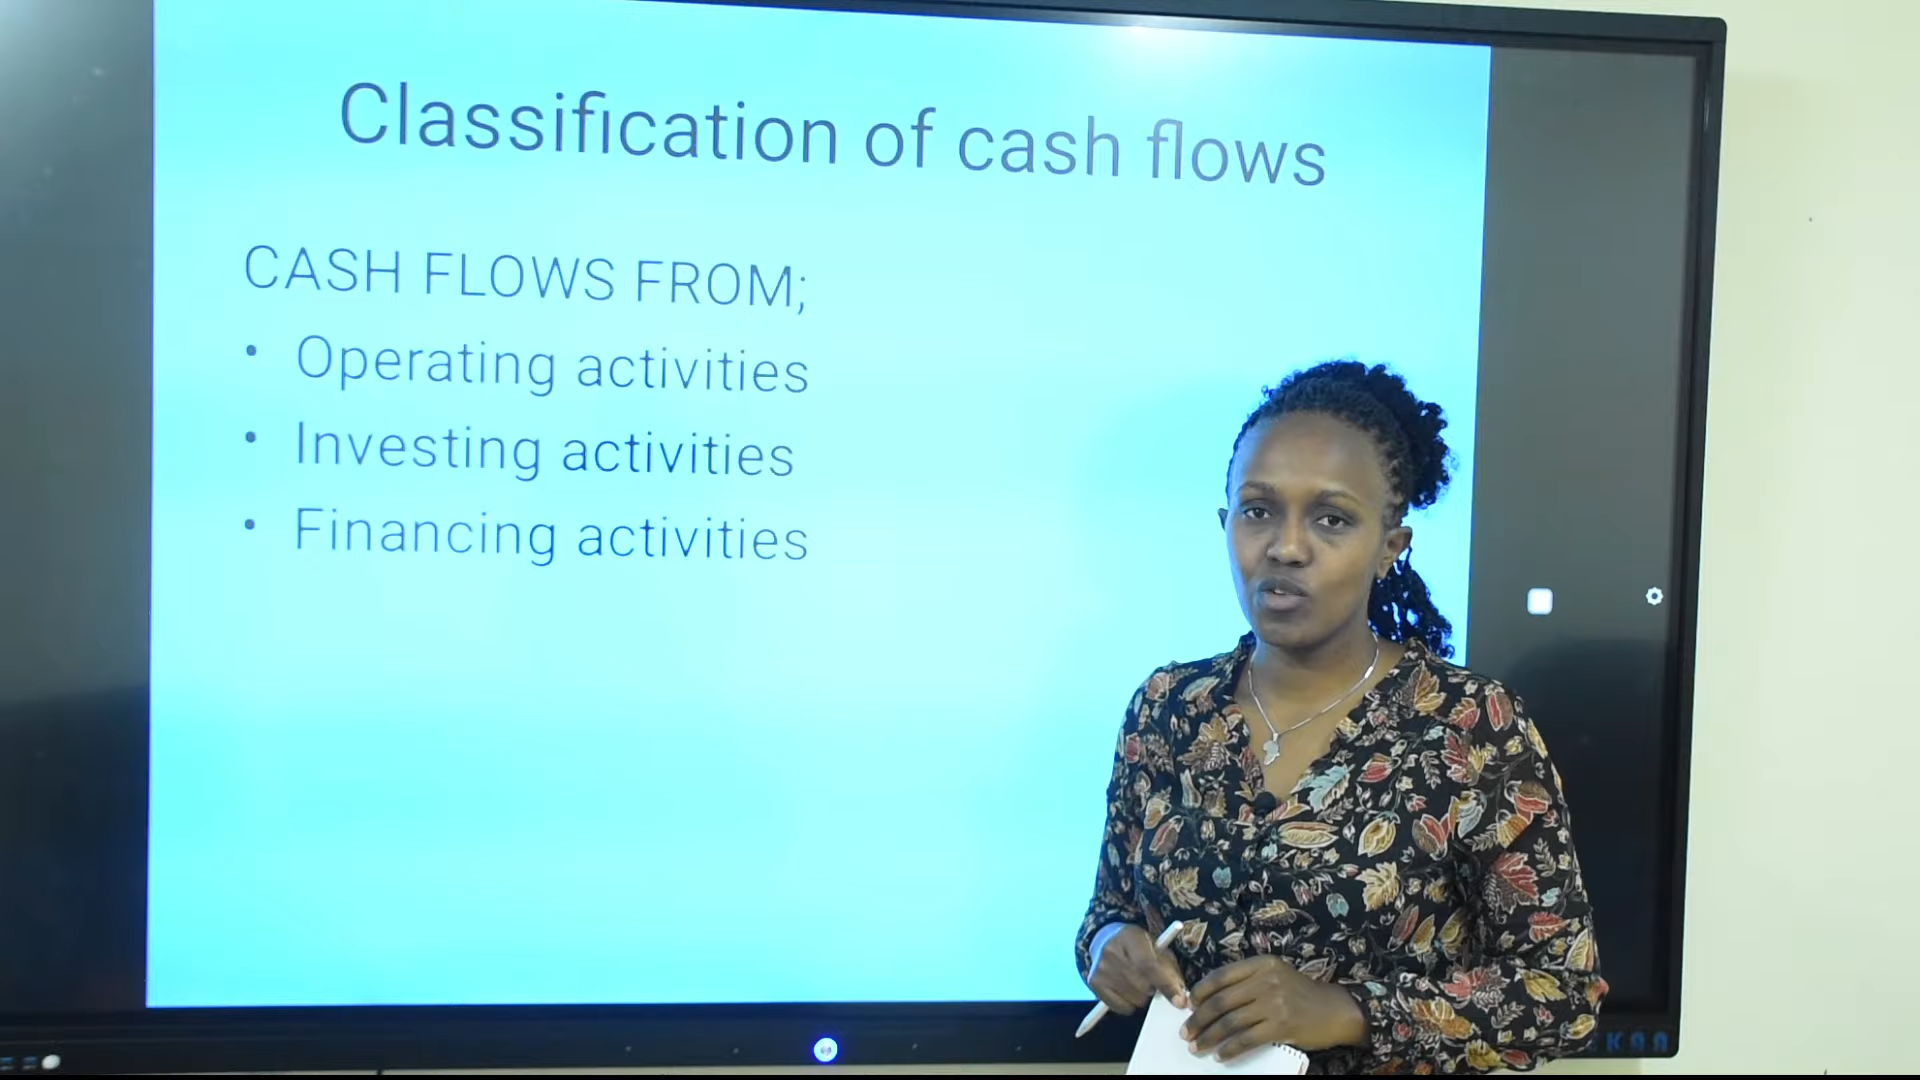 Classification of cash flows
CASH FLOWS FROM;
• Operating activities
• Investing activities
• Financing activities